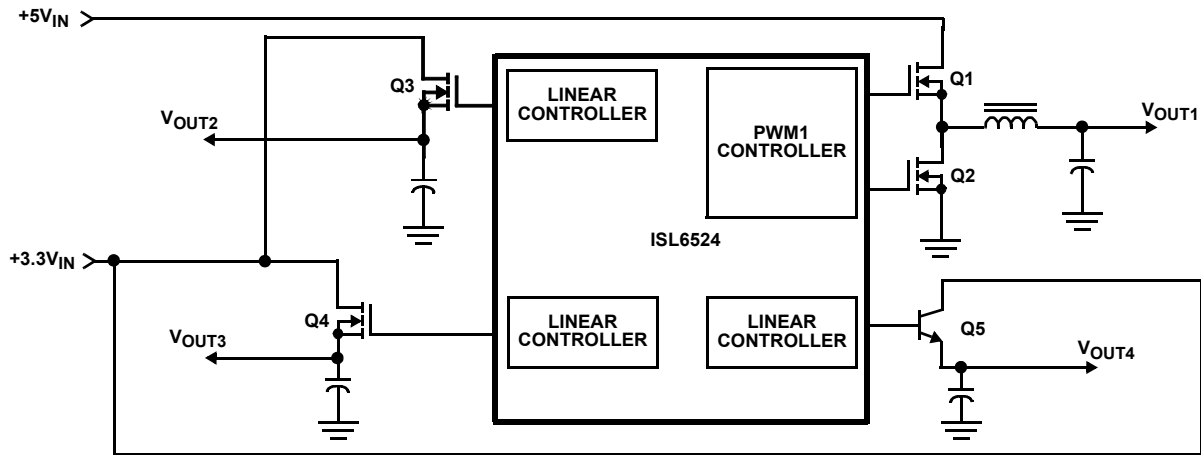 +5VIN
Q3
LINEAR
CONTROLLER
PWM1
CONTROLLER
Q1
VOUT1
VOUT2
Q2
ISL6524
+3.3VIN
Q4
LINEAR
CONTROLLER
LINEAR
CONTROLLER
Q5
VOUT3
VOUT4